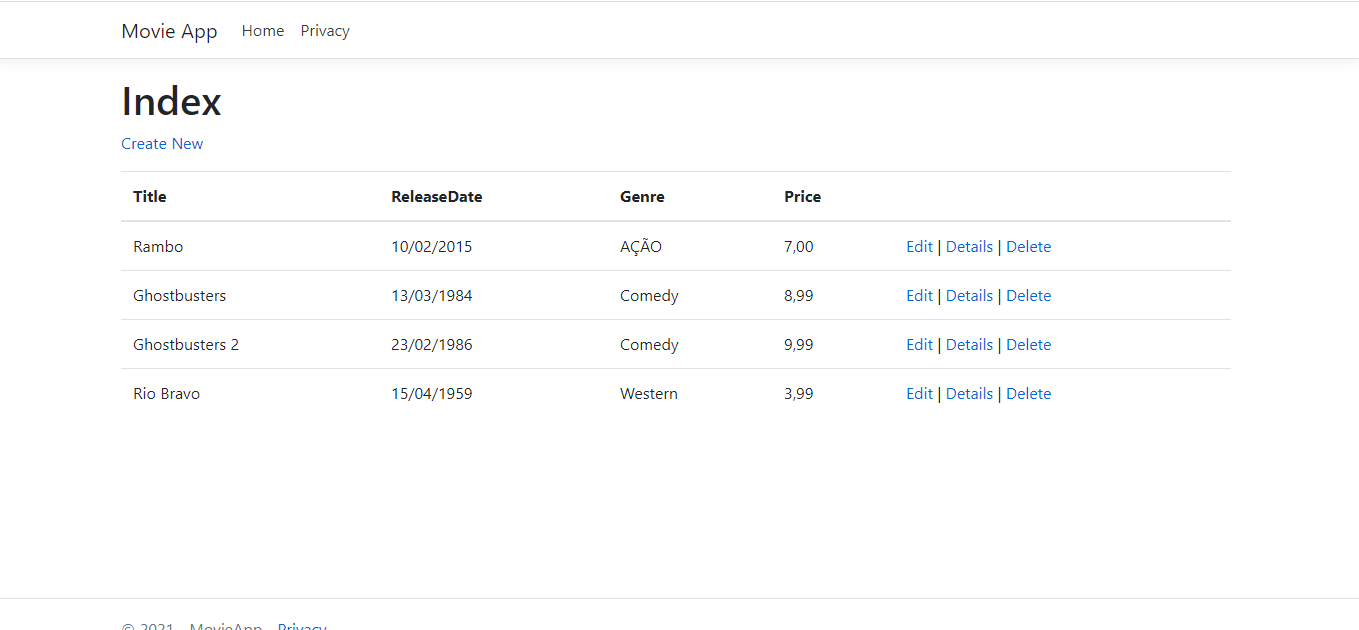 Movie App Home Privacy
Index
Create New
Title ReleaseDate Genre Price
Rambo 10/02/2015 AÇÃO 7,00 Edit | Details | Delete
Ghostbusters 13/03/1984 Comedy 8,99 Edit | Details | Delete
Ghostbusters 2 23/02/1986 Comedy 9,99 Edit | Details | Delete
Rio Bravo 15/04/1959 Western 3,99 Edit | Details | Delete
© 2021 - MovieApp - Privacy